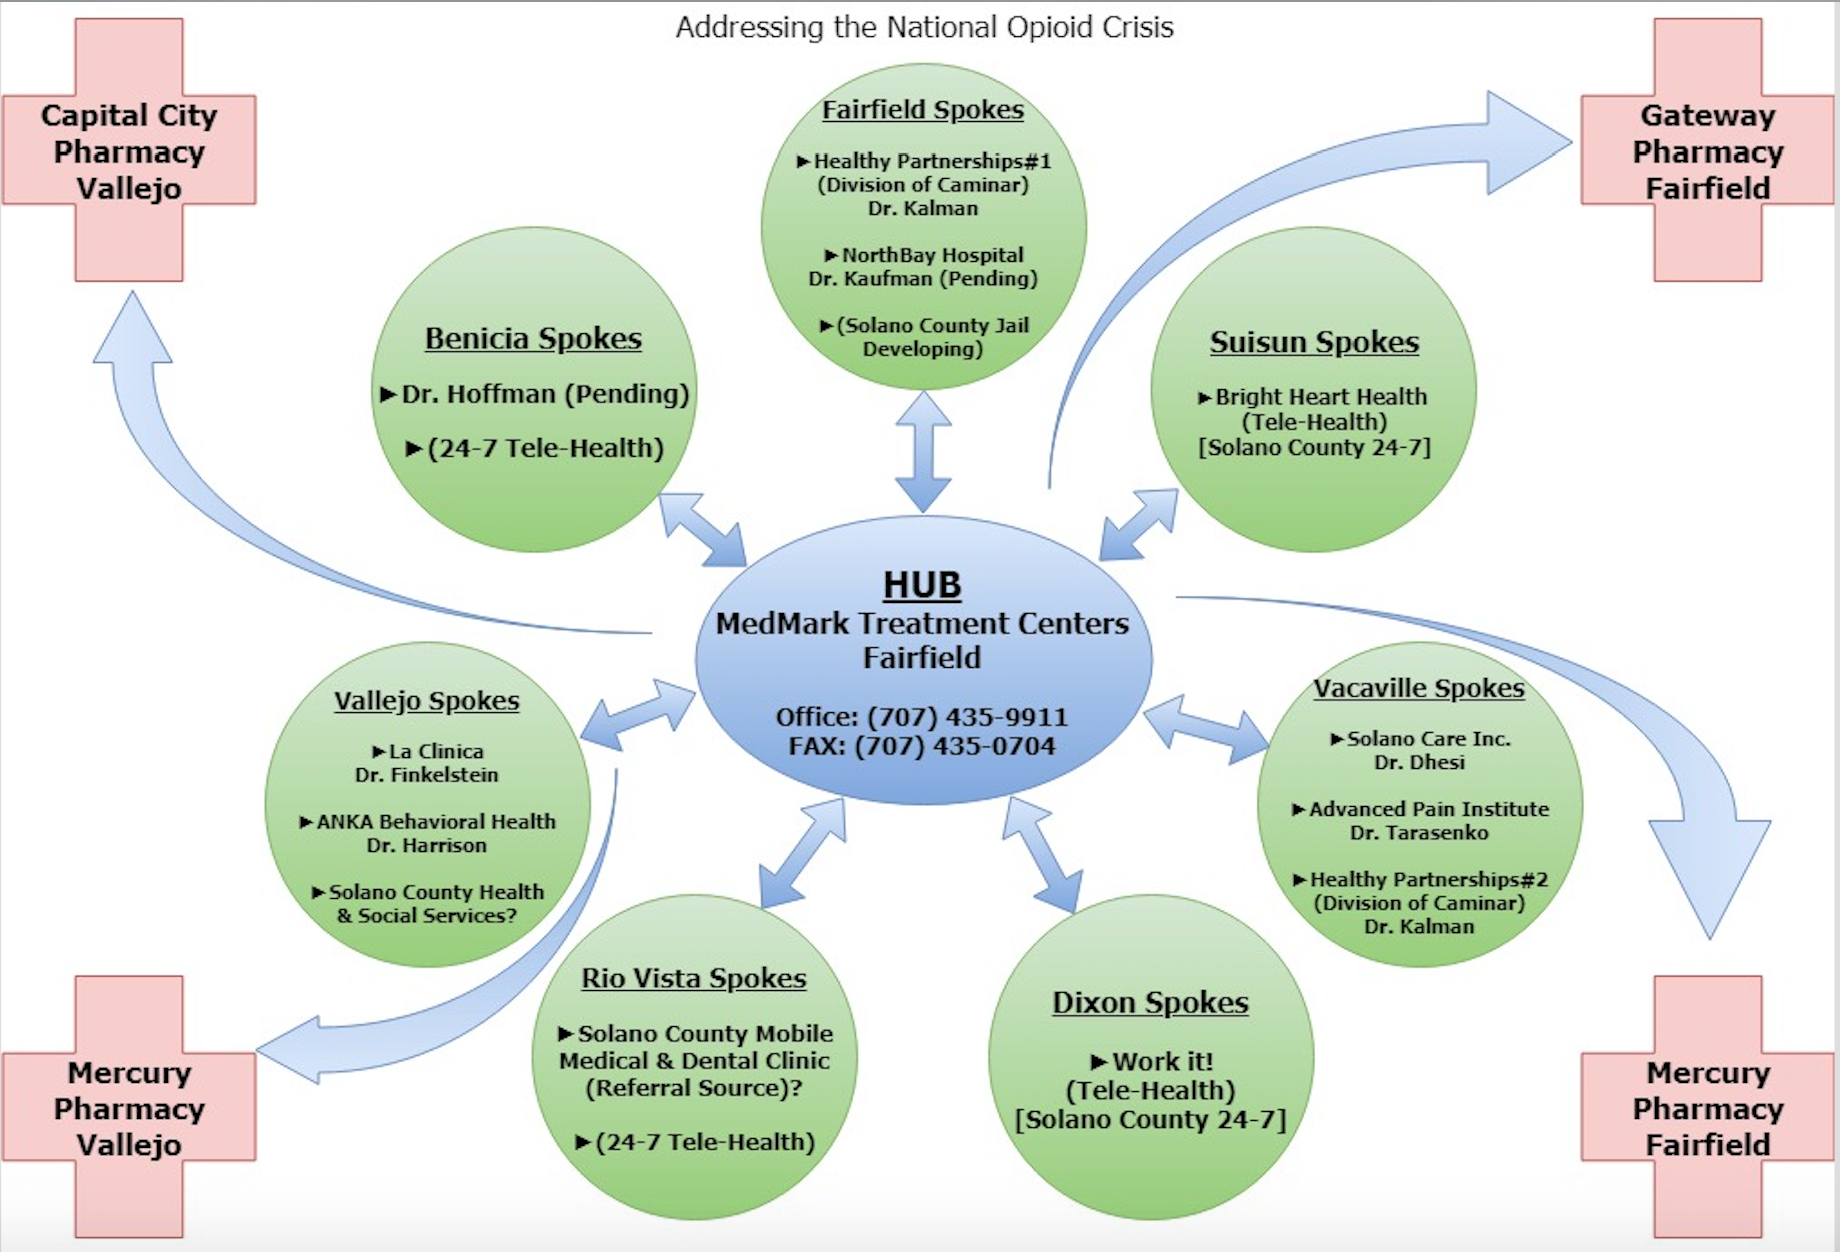 Addressing the National Opioid Crisis
Capital City
Pharmacy
Vallejo
Fairfield Spokes
►Healthy Partnerships#1
(Division of Caminar)
Dr. Kalman
►NorthBay Hospital
Dr. Kaufman (Pending)
►(Solano County Jail
Developing)
Gateway
Pharmacy
Fairfield
Benicia Spokes
►Dr. Hoffman (Pending)
►(24-7 Tele-Health)
Suisun Spokes
►Bright Heart Health
(Tele-Health)
[Solano County 24-7]
HUB
MedMark Treatment Centers
Fairfield
Office: (707) 435-9911
FAX: (707) 435-0704
Vallejo Spokes
►La Clinica
Dr. Finkelstein
►ANKA Behavioral Health
Dr. Harrison
►Solano County Health
& Social Services?
Vacaville Spokes
►Solano Care Inc.
Dr. Dhesi
►Advanced Pain Institute
Dr. Tarasenko
►Healthy Partnerships#2
(Division of Caminar)
Dr. Kalman
Rio Vista Spokes
►Solano County Mobile
Medical & Dental Clinic
(Referral Source)?
►(24-7 Tele-Health)
Dixon Spokes
►Work it!
(Tele-Health)
[Solano County 24-7]
Mercury
Pharmacy
Vallejo
Mercury
Pharmacy
Fairfield